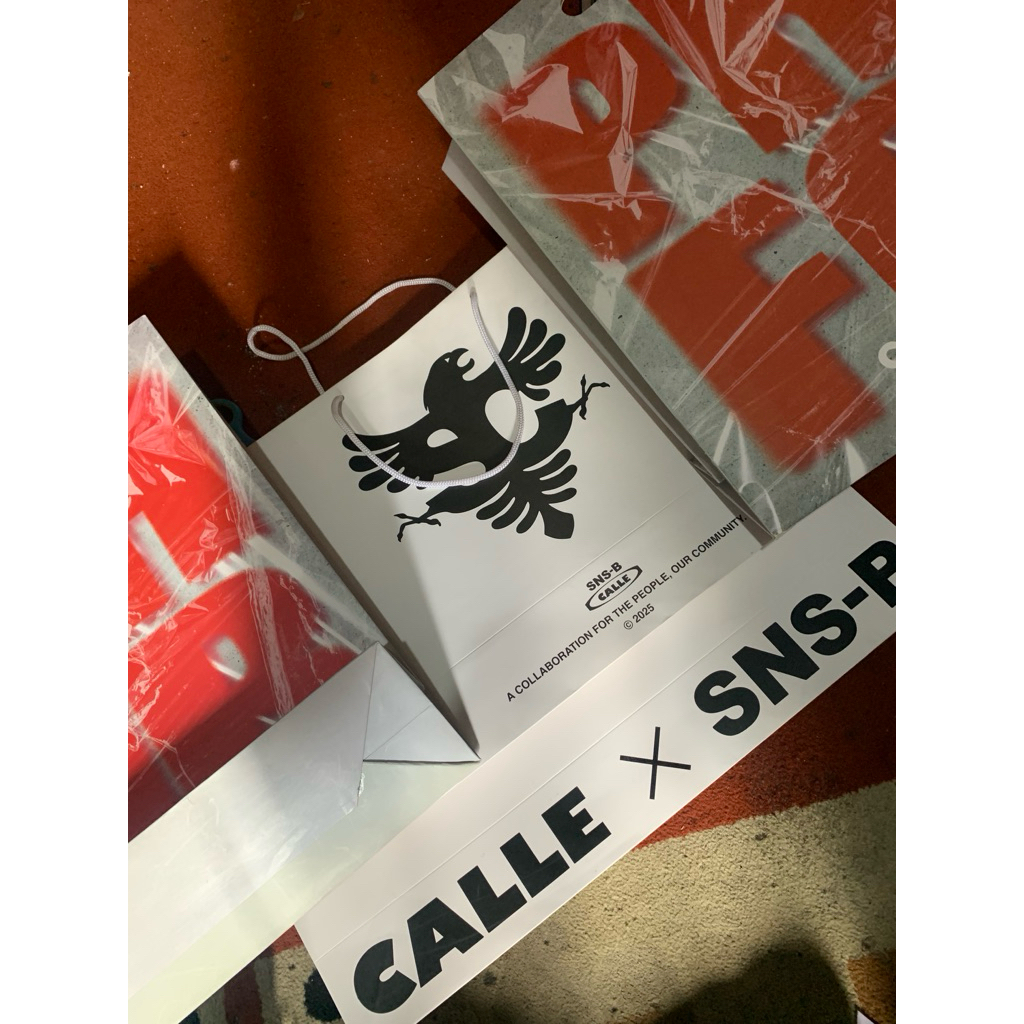 SNS-B
CALLE
A COLLABORATION FOR THE PEOPLE, OUR COMMUNITY.
© 2025
CALLE × SNS-B